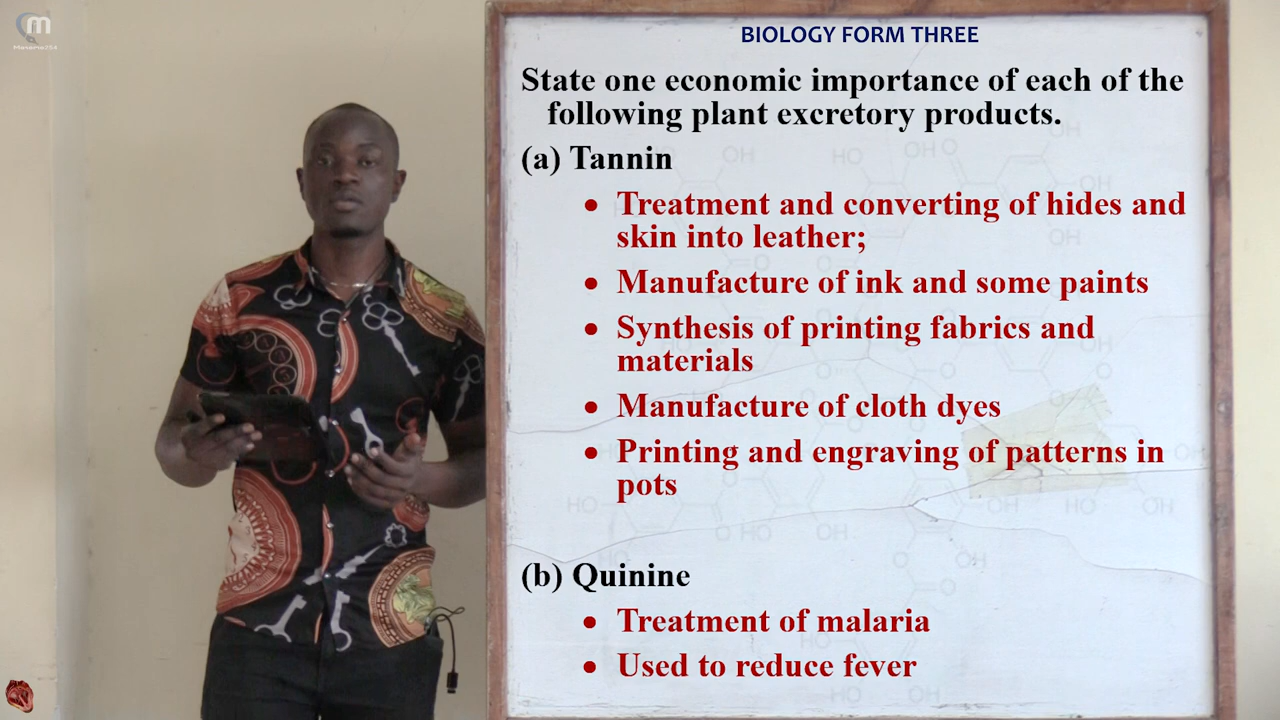 BIOLOGY FORM THREE
State one economic importance of each of the
following plant excretory products.
(a) Tannin
• Treatment and converting of hides and
skin into leather;
• Manufacture of ink and some paints
• Synthesis of printing fabrics and
materials
• Manufacture of cloth dyes
• Printing and engraving of patterns in
pots
(b) Quinine
• Treatment of malaria
• Used to reduce fever